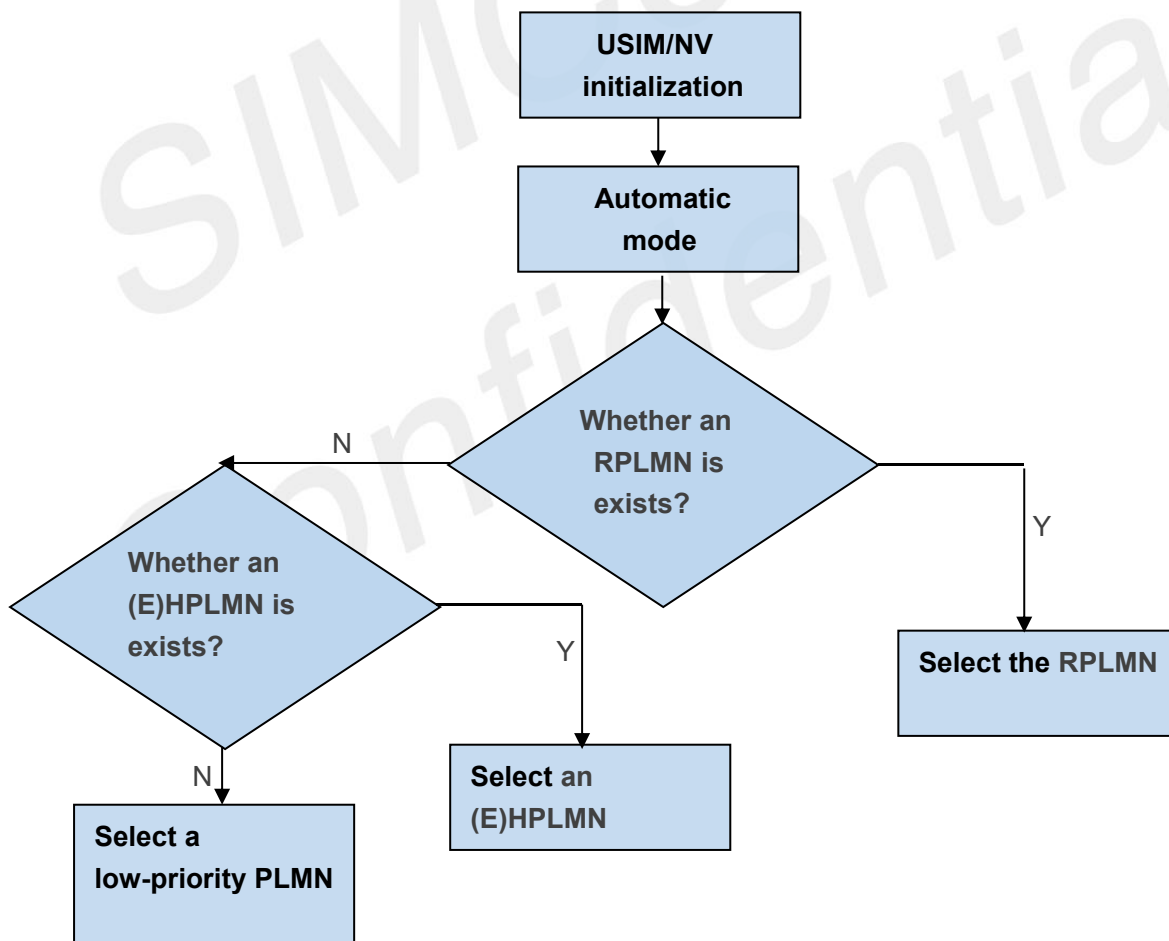 USIM/NV
initialization
Automatic
mode
Whether an
RPLMN is
exists?
N
Y
Whether an
(E)HPLMN is
exists?
Y
N
Select the RPLMN
Select an
(E)HPLMN
Select a
low-priority PLMN